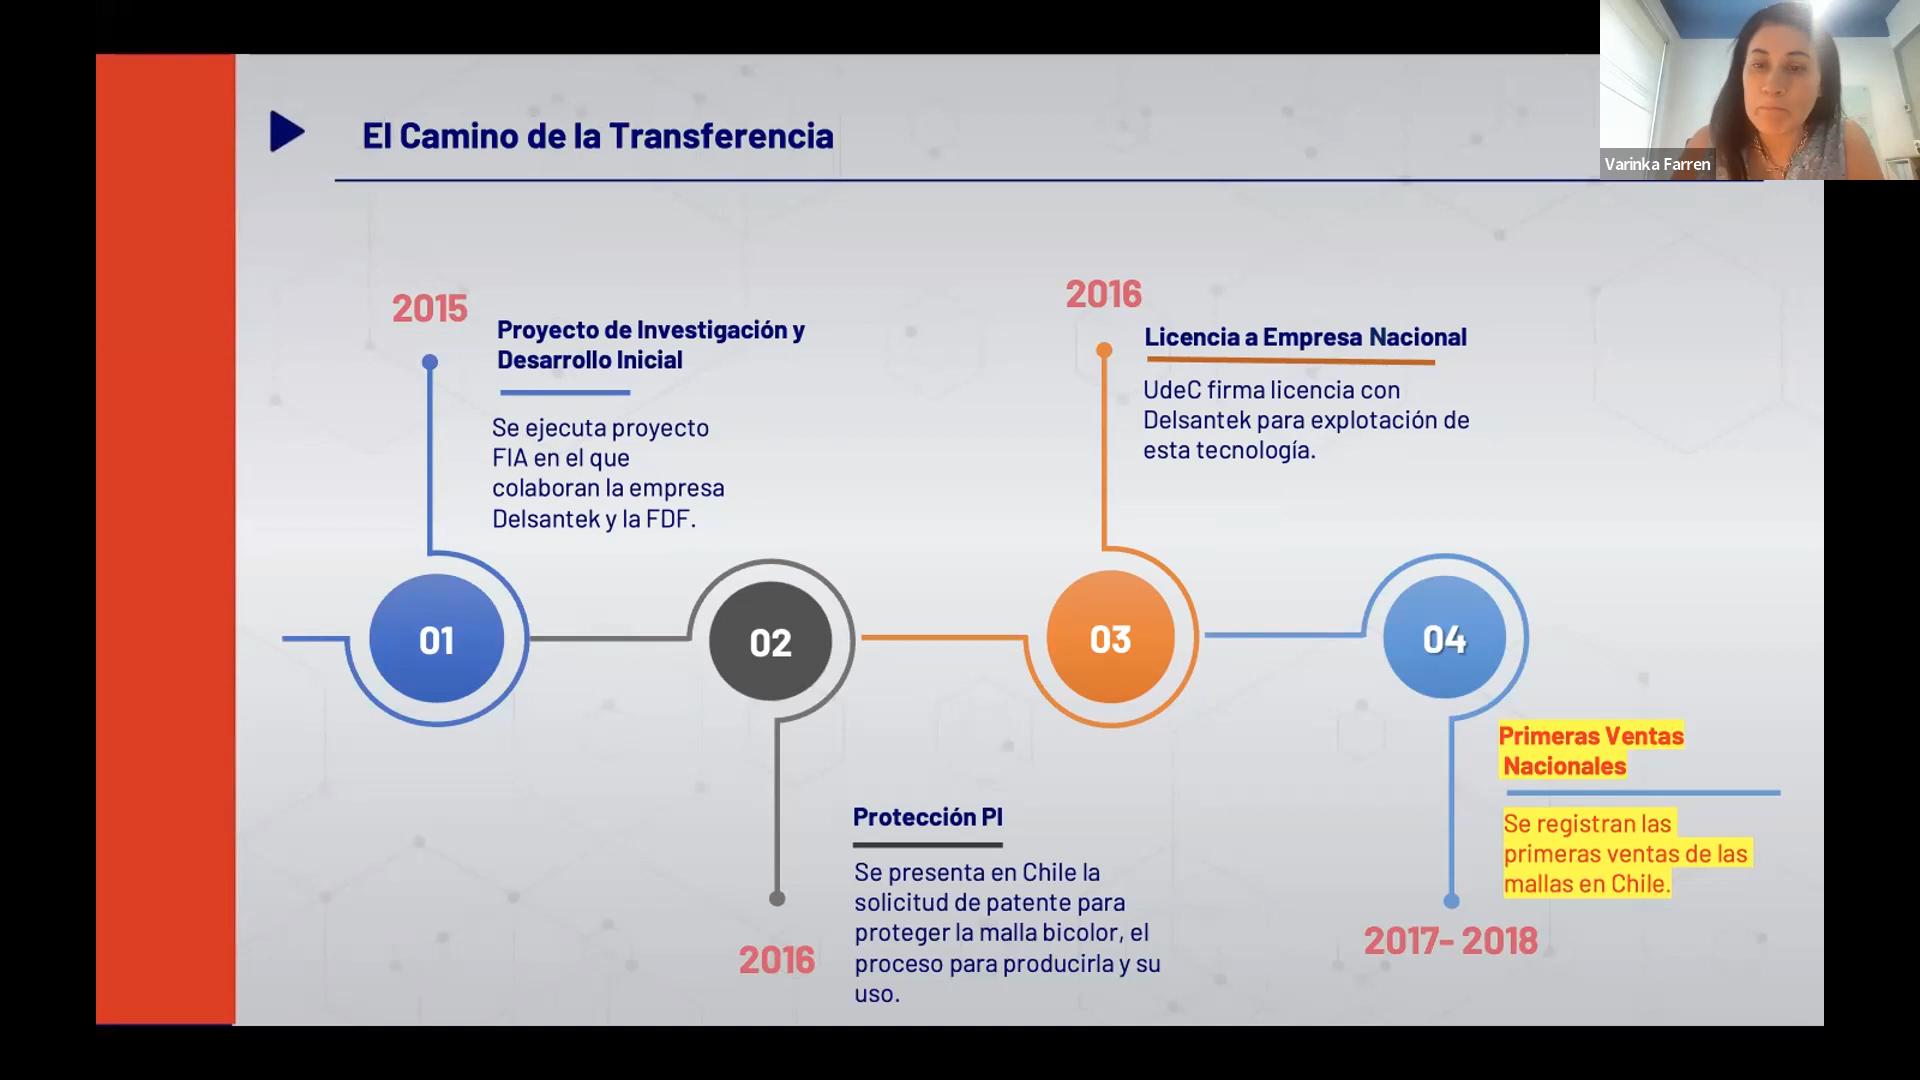 El Camino de la Transferencia
Varinka Farren
2015
Proyecto de Investigación y
Desarrollo Inicial
Se ejecuta proyecto
FIA en el que
colaboran la empresa
Delsantek y la FDF.
2016
Licencia a Empresa Nacional
UdeC firma licencia con
Delsantek para explotación de
esta tecnología.
01
02
03
04
Protección PI
Se presenta en Chile la
solicitud de patente para
proteger la malla bicolor, el
proceso para producirla y su
uso.
2016
Primeras Ventas
Nacionales
Se registran las
primeras ventas de las
mallas en Chile.
2017- 2018